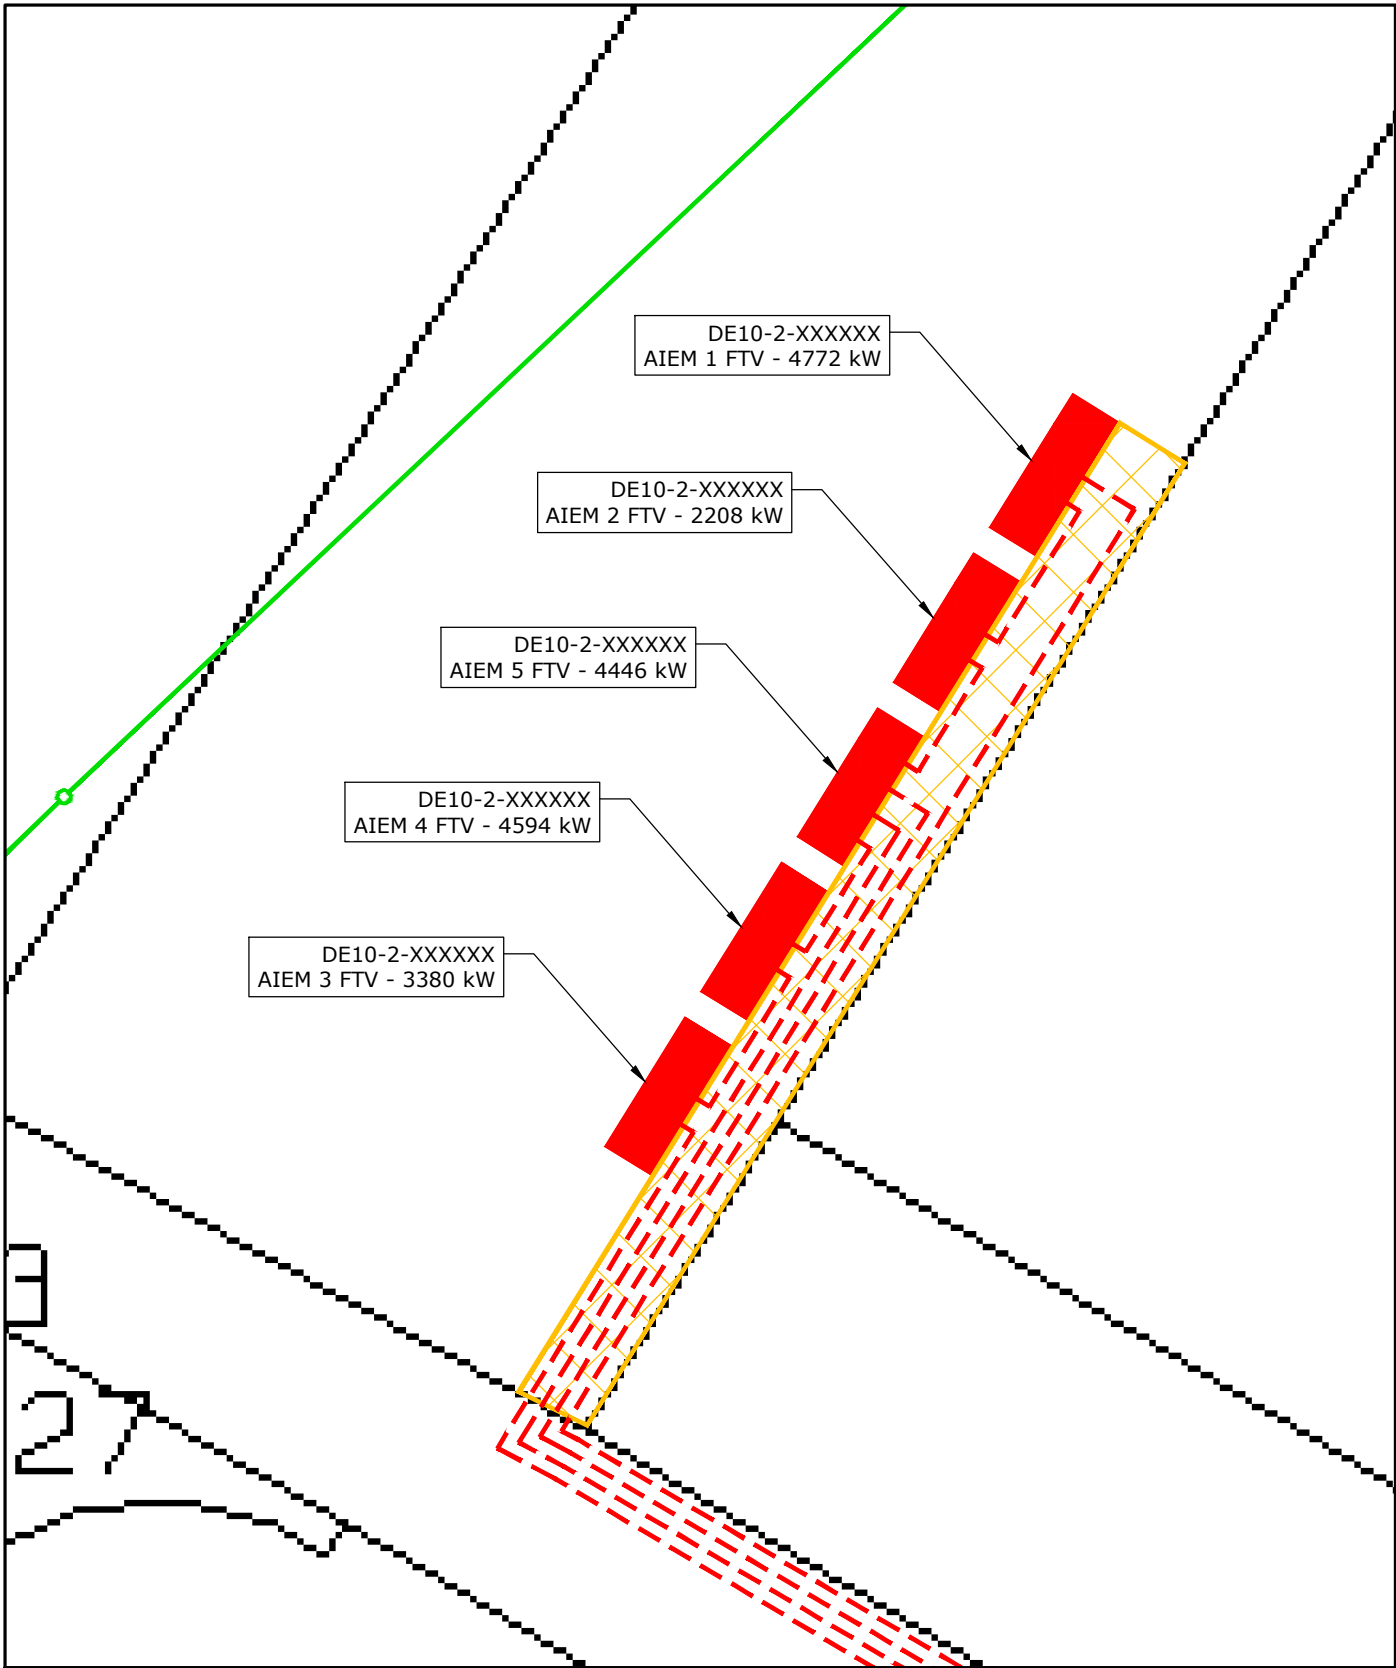 DE10-2-XXXXXX
AIEM 1 FTV - 4772 kW
DE10-2-XXXXXX
AIEM 2 FTV - 2208 kW
DE10-2-XXXXXX
AIEM 5 FTV - 4446 kW
DE10-2-XXXXXX
AIEM 4 FTV - 4594 kW
DE10-2-XXXXXX
AIEM 3 FTV - 3380 kW
27